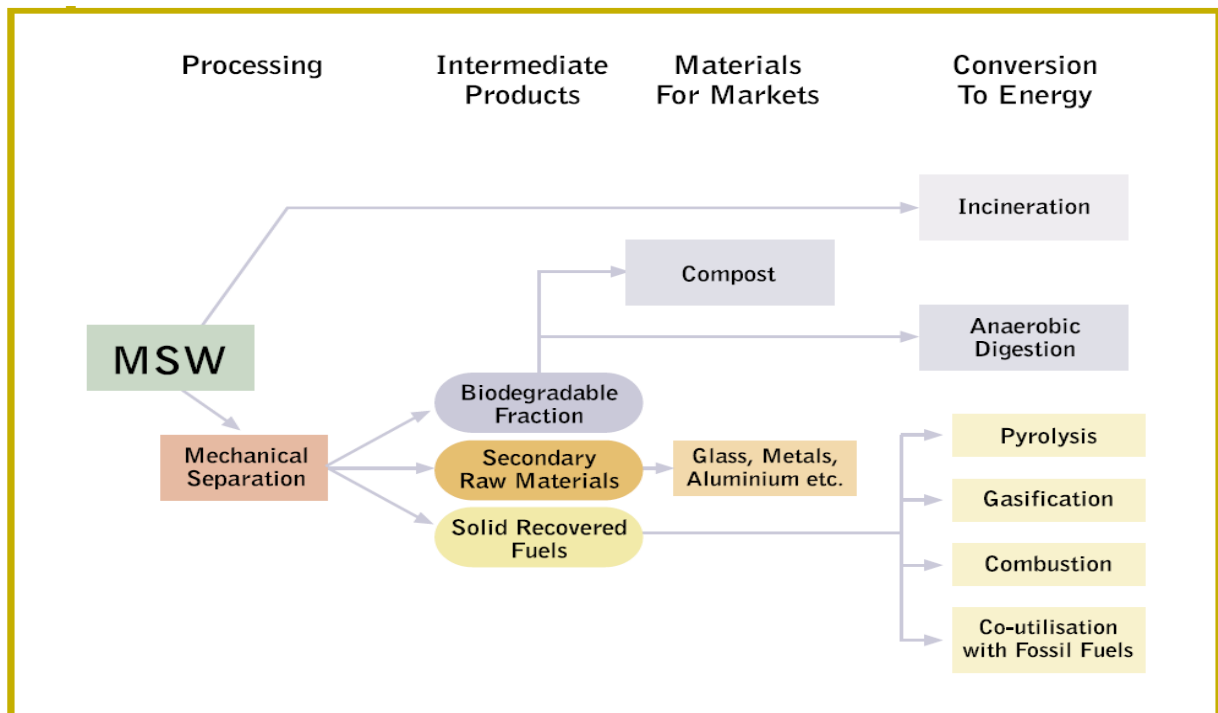 Processing
Intermediate
Products
Materials
For Markets
Conversion
To Energy
Incineration
Compost
Anaerobic
Digestion
MSW
Biodegradable
Fraction
Pyrolysis
Mechanical
Separation
Secondary
Raw Materials
Glass, Metals,
Aluminium etc.
Gasification
Solid Recovered
Fuels
Combustion
Co-utilisation
with Fossil Fuels